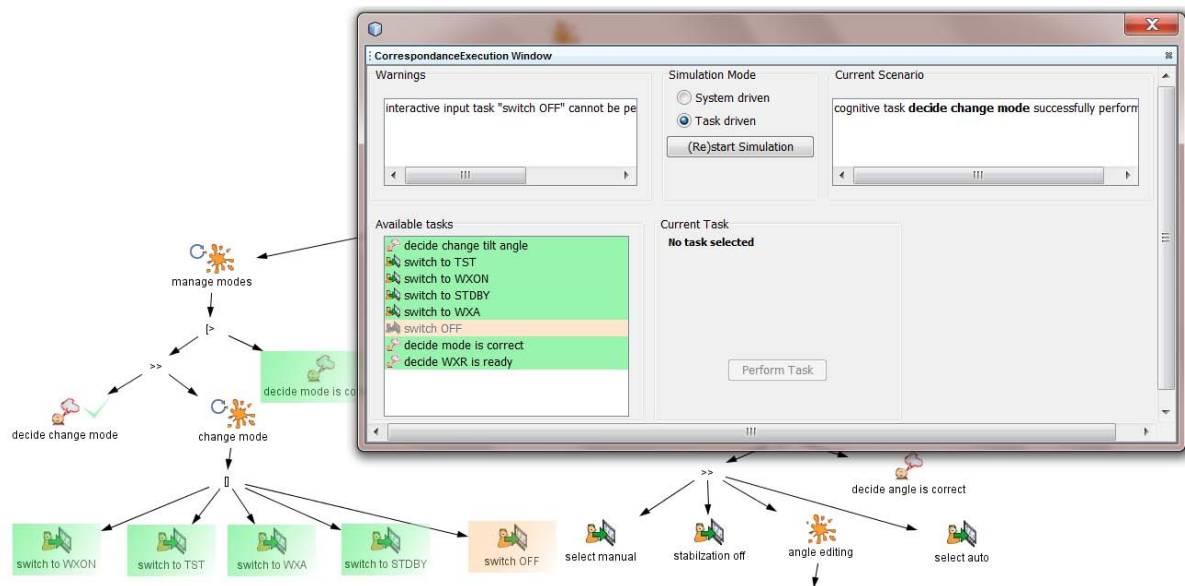 X
CorrespondanceExecution Window
Warnings
Simulation Mode
Current Scenario
interactive input task "switch OFF" cannot be pe
System driven
cognitive task decide change mode successfully perform
Task driven
(Re)start Simulation
Available tasks
Current Task
decide change tilt angle
No task selected
switch to TST
switch to WXON
switch to STDBY
switch to WXA
switch OFF
decide mode is correct
decide WXR is ready
Perform Task
manage modes
[>
>>
decide mode is co
decide change mode
change mode
[]
>>
decide angle is correct
switch to WXON
switch to TST
switch to WXA
switch to STDBY
switch OFF
select manual
stabilzation off
angle editing
select auto